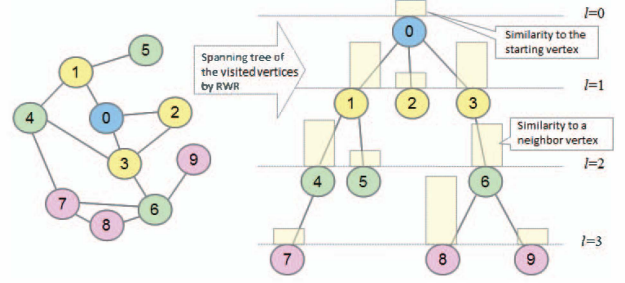 5
1
4
0
2
3
9
7
8
6
Spanning tree of
the visited vertices
by RWR
0
l=0
Similarity to the
starting vertex
l=1
1
2
3
Similarity to a
neighbor vertex
l=2
4
5
6
l=3
7
8
9